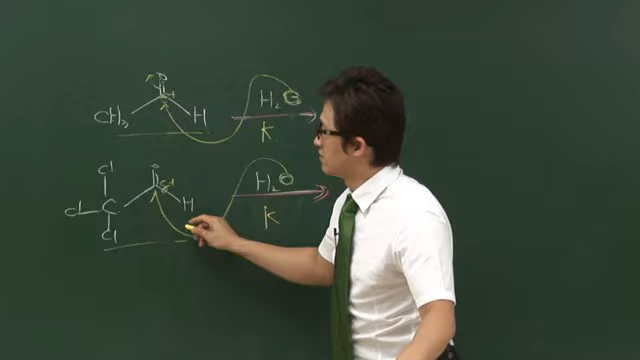 O
CH₃ C δ+ H H₂O
K
Cl O
Cl C C δ+ H H₂O
Cl K